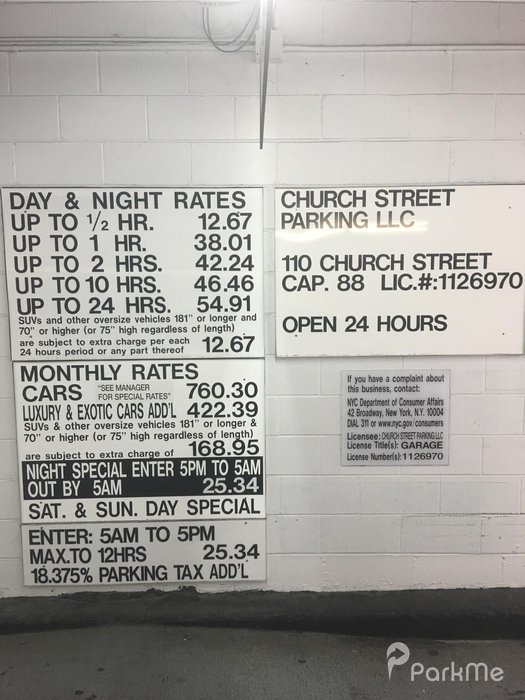 DAY & NIGHT RATES
UP TO 1/2 HR. 12.67
UP TO 1 HR. 38.01
UP TO 2 HRS. 42.24
UP TO 10 HRS. 46.46
UP TO 24 HRS. 54.91
SUVs and other oversize vehicles 181" or longer and
70" or higher (or 75" high regardless of length)
are subject to extra charge per each
24 hours period or any part thereof 12.67
MONTHLY RATES
CARS "SEE MANAGER FOR SPECIAL RATES" 760.30
LUXURY & EXOTIC CARS ADD'L 422.39
SUVs & other oversize vehicles 181" or longer &
70" or higher (or 75" high regardless of length)
are subject to extra charge of 168.95
NIGHT SPECIAL ENTER 5PM TO 5AM
OUT BY 5AM 25.34
SAT. & SUN. DAY SPECIAL
ENTER: 5AM TO 5PM
MAX.TO 12HRS 25.34
18.375% PARKING TAX ADD'L
CHURCH STREET
PARKING LLC
110 CHURCH STREET
CAP. 88 LIC.#:1126970
OPEN 24 HOURS
If you have a complaint about
this business, contact:
NYC Department of Consumer Affairs
42 Broadway, New York, N.Y. 10004
DIAL 311 or www.nyc.gov/consumers
Licensee: CHURCH STREET PARKING LLC
License Title(s): GARAGE
License Number(s): 1126970
ParkMe